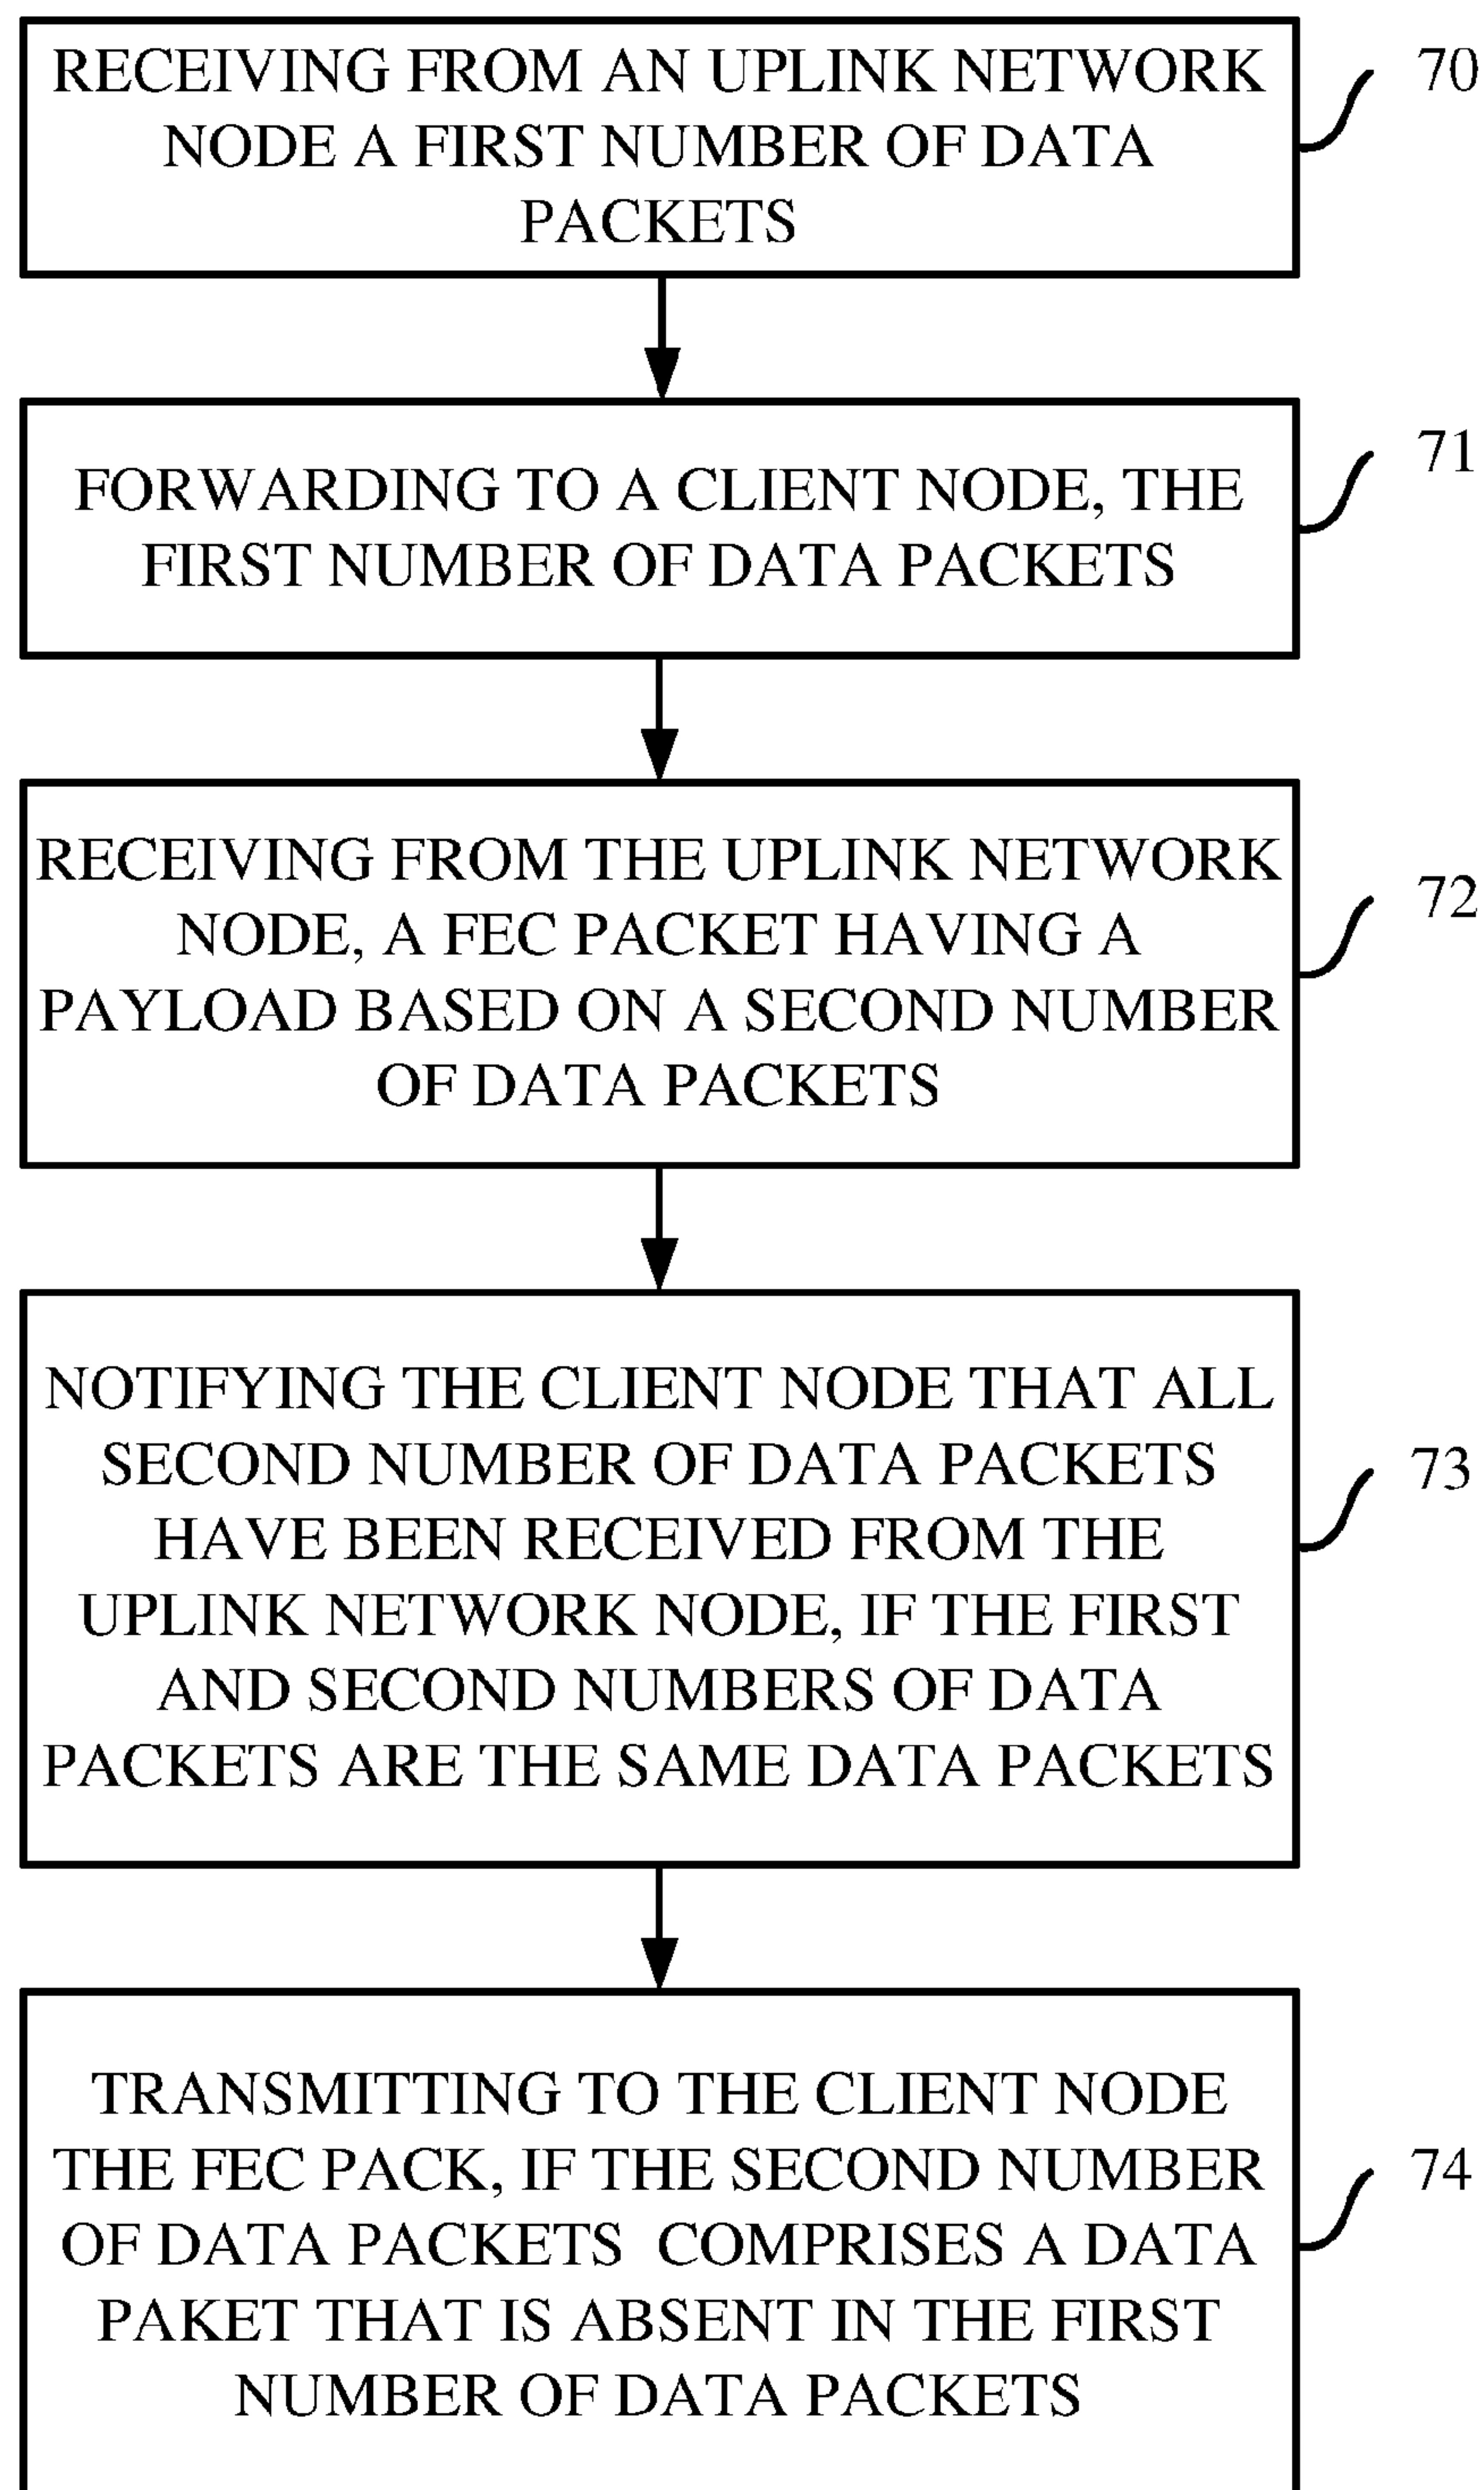 RECEIVING FROM AN UPLINK NETWORK
NODE A FIRST NUMBER OF DATA
PACKETS
70
FORWARDING TO A CLIENT NODE, THE
FIRST NUMBER OF DATA PACKETS
71
RECEIVING FROM THE UPLINK NETWORK
NODE, A FEC PACKET HAVING A
PAYLOAD BASED ON A SECOND NUMBER
OF DATA PACKETS
72
NOTIFYING THE CLIENT NODE THAT ALL
SECOND NUMBER OF DATA PACKETS
HAVE BEEN RECEIVED FROM THE
UPLINK NETWORK NODE, IF THE FIRST
AND SECOND NUMBERS OF DATA
PACKETS ARE THE SAME DATA PACKETS
73
TRANSMITTING TO THE CLIENT NODE
THE FEC PACK, IF THE SECOND NUMBER
OF DATA PACKETS COMPRISES A DATA
PAKET THAT IS ABSENT IN THE FIRST
NUMBER OF DATA PACKETS
74